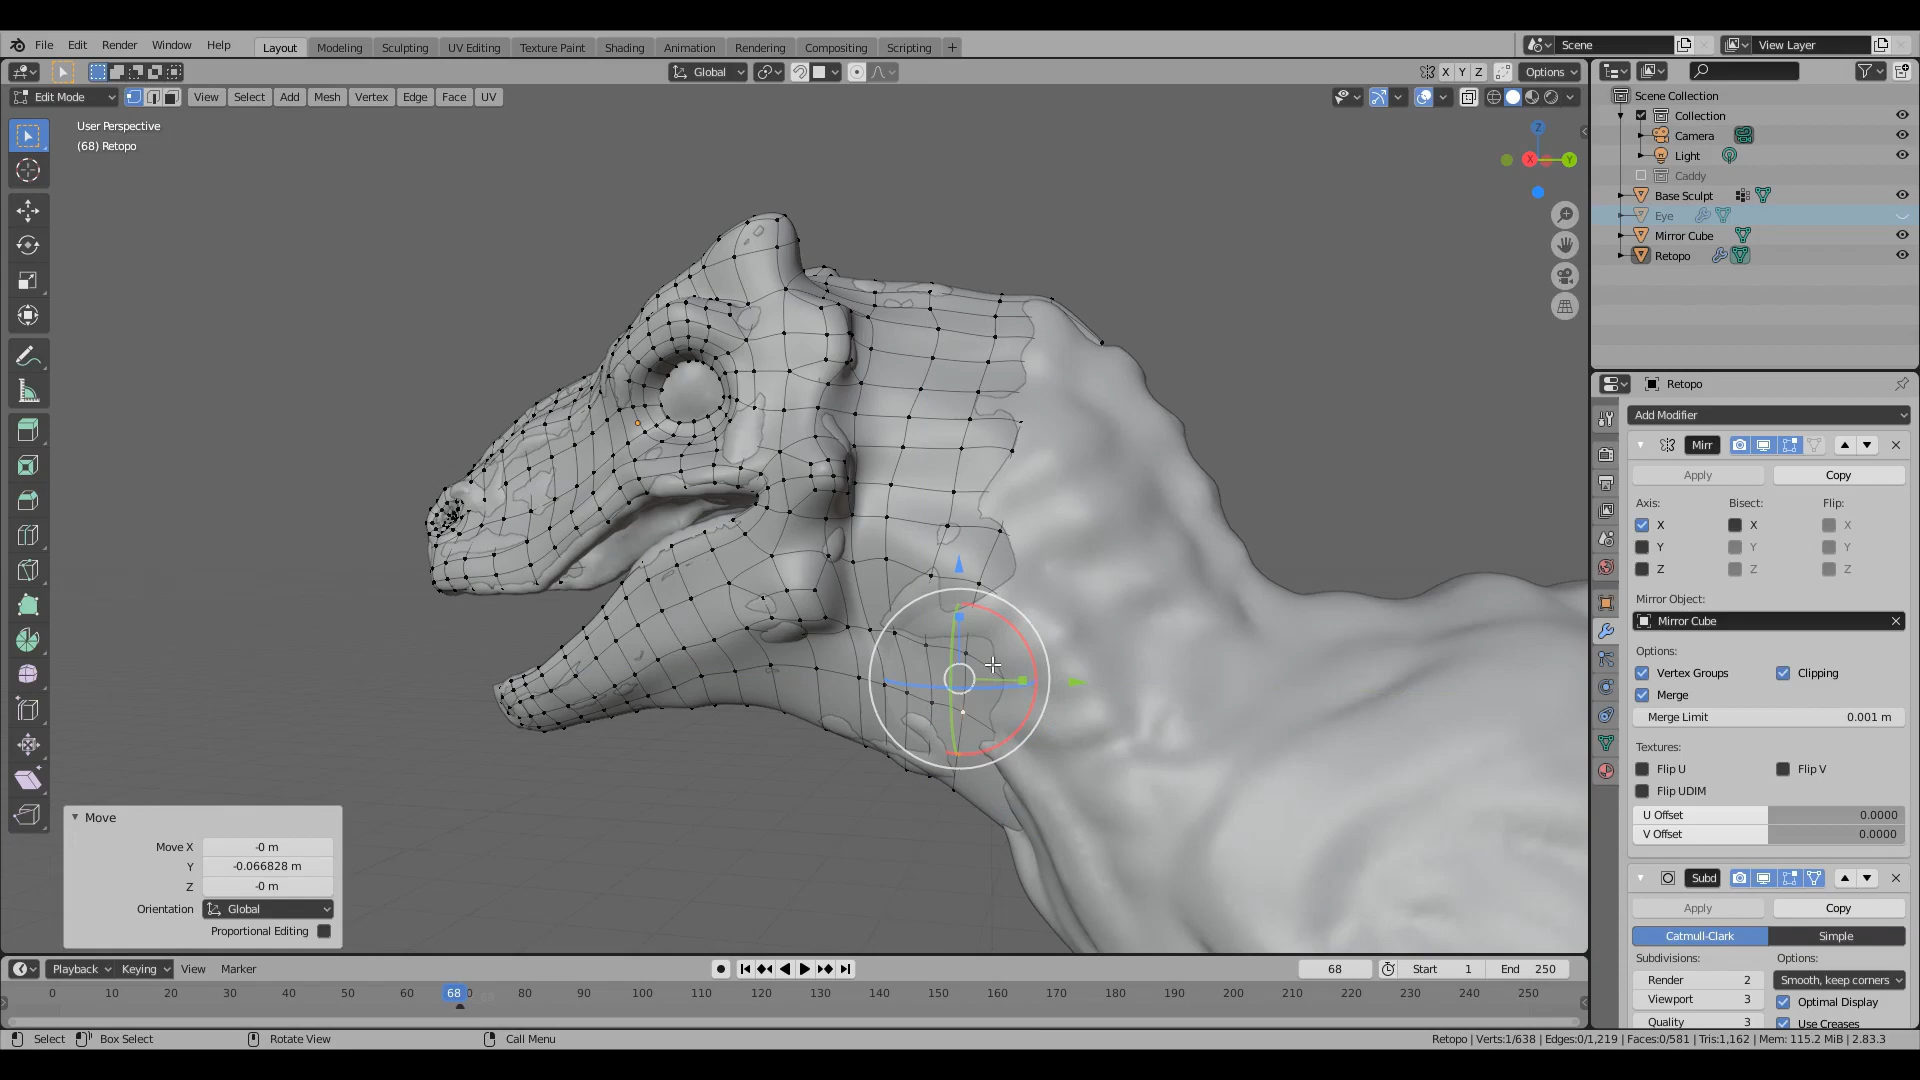 File Edit Render Window Help Layout Modeling Sculpting UV Editing Texture Paint Shading Animation Rendering Compositing Scripting + Scene View Layer
Global X Y Z Options
Edit Mode View Select Add Mesh Vertex Edge Face UV
User Perspective
(68) Retopo
Z
X Y
Scene Collection
Collection
Camera
Light
Caddy
Base Sculpt
Eye
Mirror Cube
Retopo
Retopo
Add Modifier
Mirr
Apply Copy
Axis: Bisect: Flip:
X X X
Y Y Y
Z Z Z
Mirror Object:
Mirror Cube
Options:
Vertex Groups Clipping
Merge
Merge Limit 0.001 m
Textures:
Flip U Flip V
Flip UDIM
U Offset 0.0000
V Offset 0.0000
Subd
Apply Copy
Catmull-Clark Simple
Subdivisions: Options:
Render 2 Smooth, keep corners
Viewport 3 Optimal Display
Quality 3 Use Creases
Move
Move X -0 m
Y -0.066828 m
Z -0 m
Orientation Global
Proportional Editing
Playback Keying View Marker 68 Start 1 End 250
0 10 20 30 40 50 60 68 80 90 100 110 120 130 140 150 160 170 180 190 200 210 220 230 240 250
Select Box Select Rotate View Call Menu Retopo | Verts:1/638 | Edges:0/1,219 | Faces:0/581 | Tris:1,162 | Mem: 115.2 MiB | 2.83.3